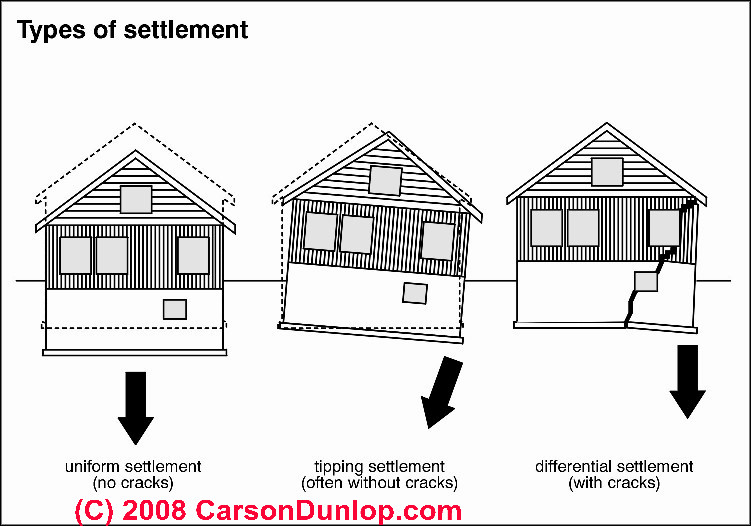 Types of settlement
uniform settlement
(no cracks)
tipping settlement
(often without cracks)
differential settlement
(with cracks)
(C) 2008 CarsonDunlop.com